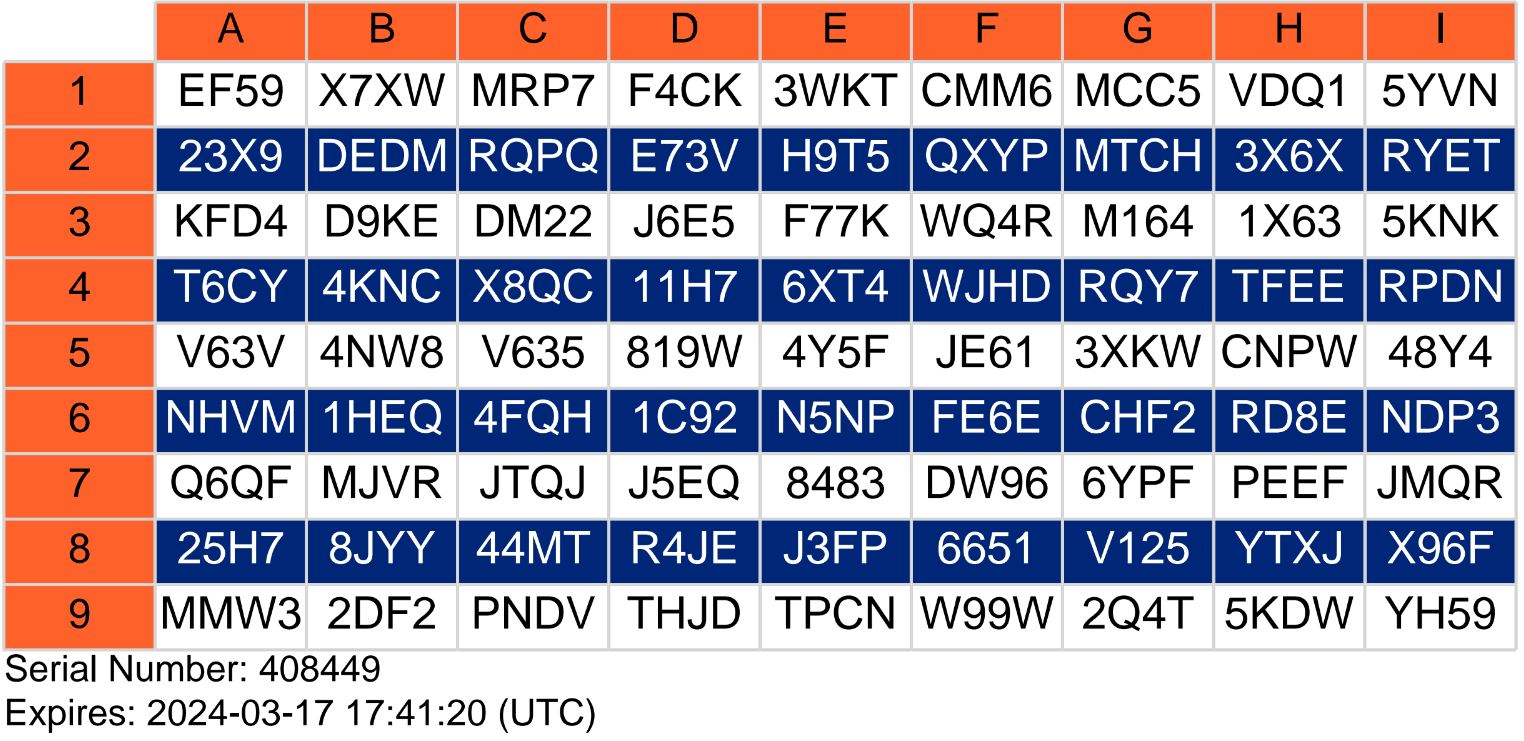 A B C D E F G H I
1 EF59 X7XW MRP7 F4CK 3WKT CMM6 MCC5 VDQ1 5YVN
2 23X9 DEDM RQPQ E73V H9T5 QXYP MTCH 3X6X RYET
3 KFD4 D9KE DM22 J6E5 F77K WQ4R M164 1X63 5KNK
4 T6CY 4KNC X8QC 11H7 6XT4 WJHD RQY7 TFEE RPDN
5 V63V 4NW8 V635 819W 4Y5F JE61 3XKW CNPW 48Y4
6 NHVM 1HEQ 4FQH 1C92 N5NP FE6E CHF2 RD8E NDP3
7 Q6QF MJVR JTQJ J5EQ 8483 DW96 6YPF PEEF JMQR
8 25H7 8JYY 44MT R4JE J3FP 6651 V125 YTXJ X96F
9 MMW3 2DF2 PNDV THJD TPCN W99W 2Q4T 5KDW YH59
Serial Number: 408449
Expires: 2024-03-17 17:41:20 (UTC)